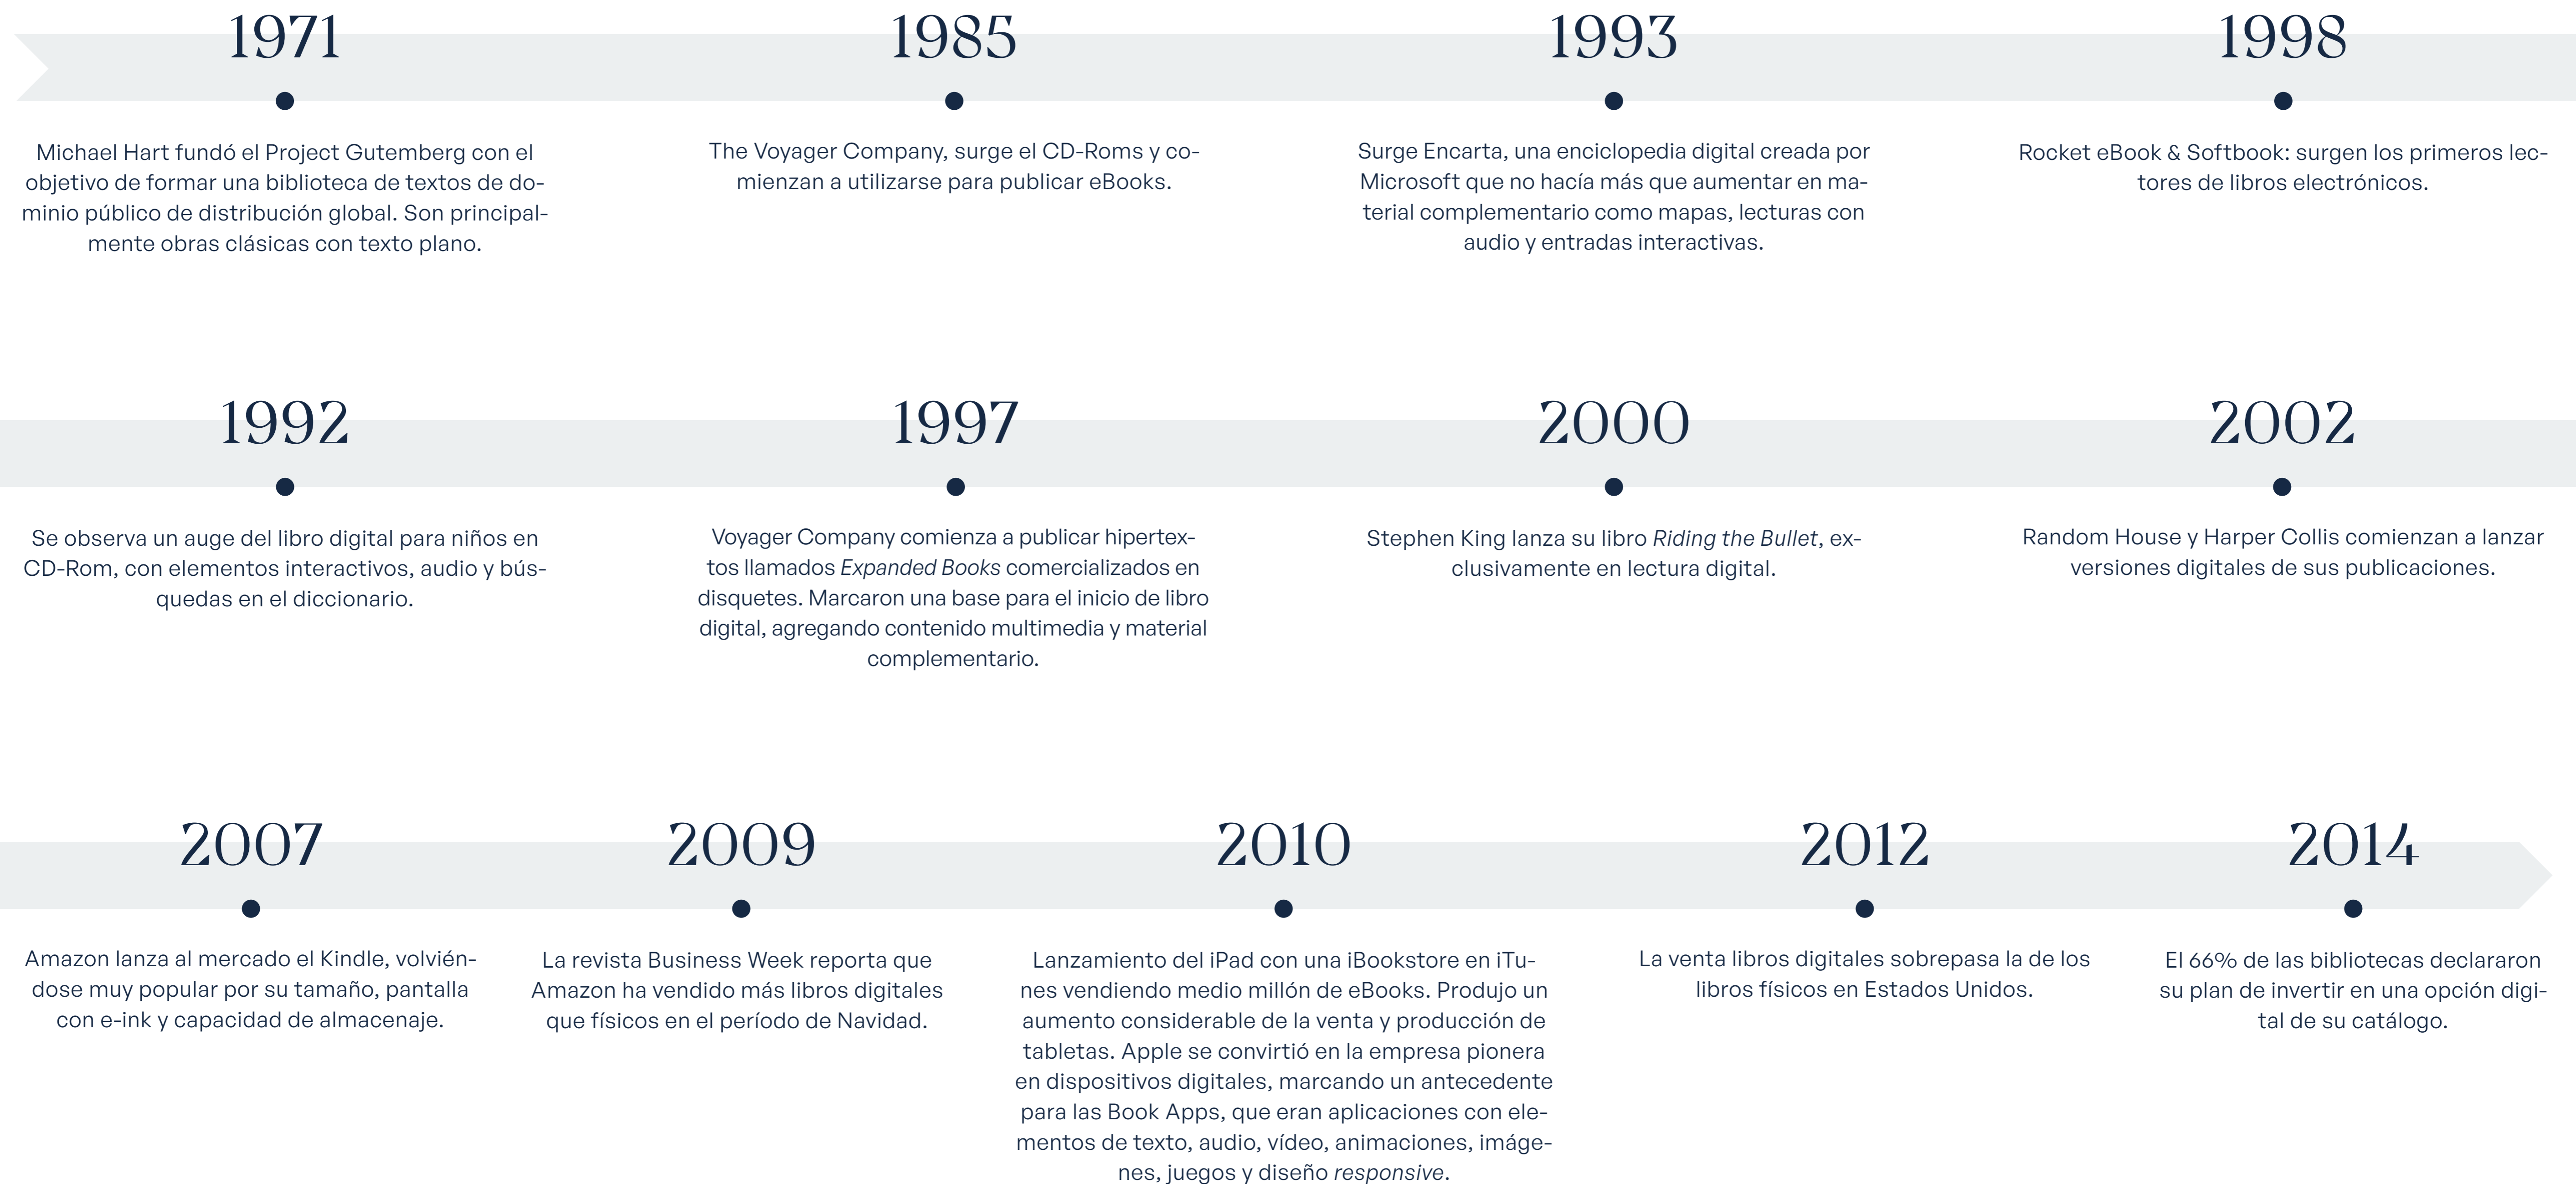 1971
Michael Hart fundó el Project Gutemberg con el
objetivo de formar una biblioteca de textos de do-
minio público de distribución global. Son principal-
mente obras clásicas con texto plano.
1985
The Voyager Company, surge el CD-Roms y co-
mienzan a utilizarse para publicar eBooks.
1993
Surge Encarta, una enciclopedia digital creada por
Microsoft que no hacía más que aumentar en ma-
terial complementario como mapas, lecturas con
audio y entradas interactivas.
1998
Rocket eBook & Softbook: surgen los primeros lec-
tores de libros electrónicos.
1992
Se observa un auge del libro digital para niños en
CD-Rom, con elementos interactivos, audio y bús-
quedas en el diccionario.
1997
Voyager Company comienza a publicar hipertex-
tos llamados Expanded Books comercializados en
disquetes. Marcaron una base para el inicio de libro
digital, agregando contenido multimedia y material
complementario.
2000
Stephen King lanza su libro Riding the Bullet, ex-
clusivamente en lectura digital.
2002
Random House y Harper Collis comienzan a lanzar
versiones digitales de sus publicaciones.
2007
Amazon lanza al mercado el Kindle, volvién-
dose muy popular por su tamaño, pantalla
con e-ink y capacidad de almacenaje.
2009
La revista Business Week reporta que
Amazon ha vendido más libros digitales
que físicos en el período de Navidad.
2010
Lanzamiento del iPad con una iBookstore en iTu-
nes vendiendo medio millón de eBooks. Produjo un
aumento considerable de la venta y producción de
tabletas. Apple se convirtió en la empresa pionera
en dispositivos digitales, marcando un antecedente
para las Book Apps, que eran aplicaciones con ele-
mentos de texto, audio, vídeo, animaciones, imáge-
nes, juegos y diseño responsive.
2012
La venta libros digitales sobrepasa la de los
libros físicos en Estados Unidos.
2014
El 66% de las bibliotecas declararon
su plan de invertir en una opción digi-
tal de su catálogo.